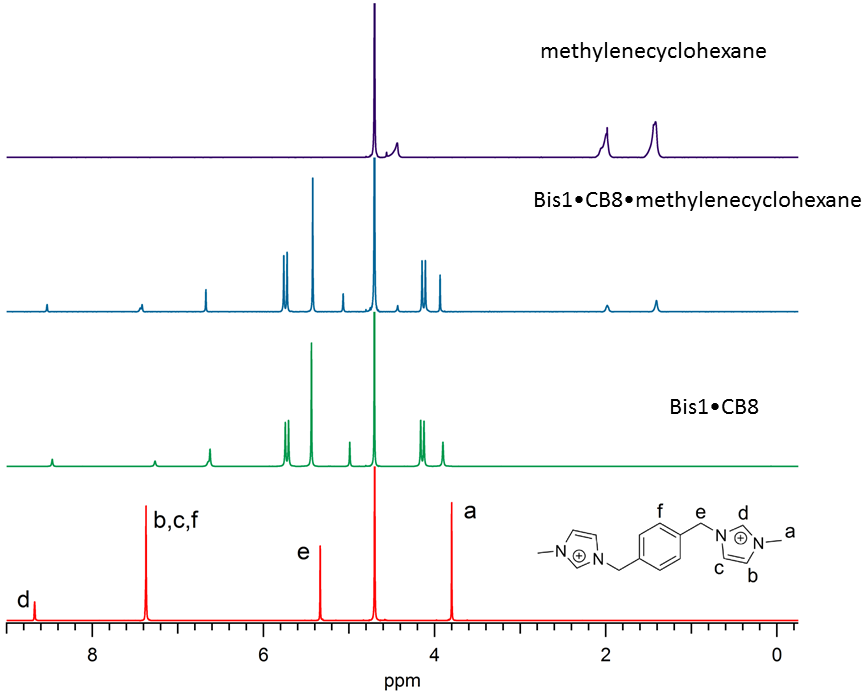 methylenecyclohexane
Bis1•CB8•methylenecyclohexane
Bis1•CB8
b,c,f
a
e
d
f e d
a
N N
⊕ ⊕
N N
c b
8 6 4 2 0
ppm